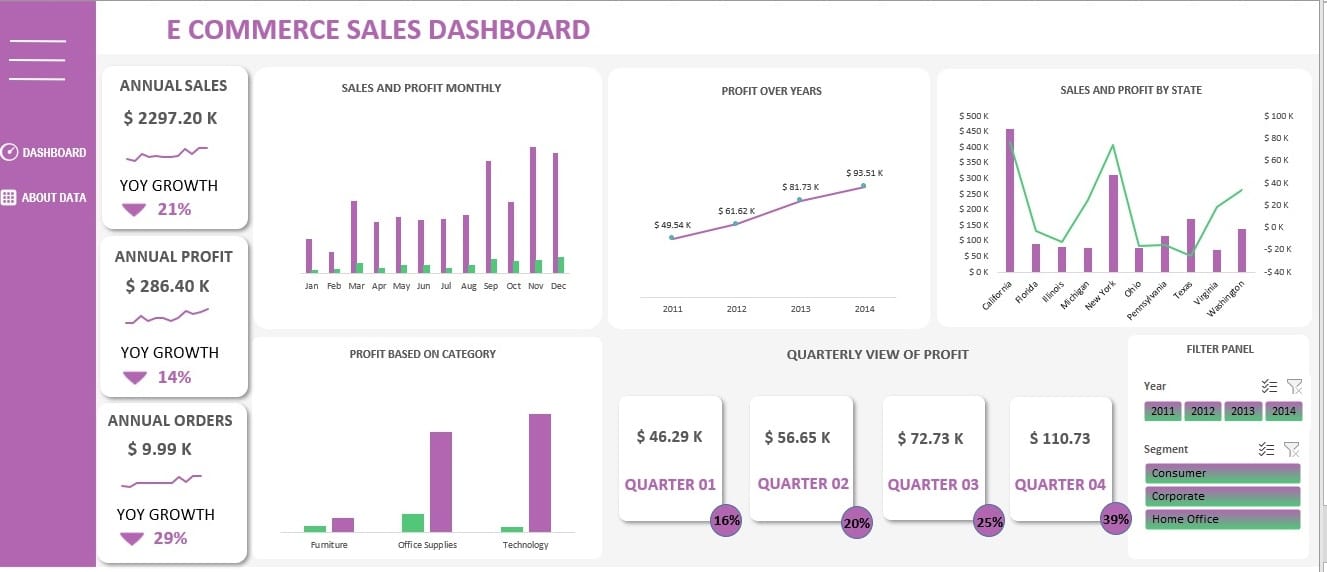 E COMMERCE SALES DASHBOARD
DASHBOARD
ABOUT DATA
ANNUAL SALES
$ 2297.20 K
YOY GROWTH
21%
ANNUAL PROFIT
$ 286.40 K
YOY GROWTH
14%
ANNUAL ORDERS
$ 9.99 K
YOY GROWTH
29%
SALES AND PROFIT MONTHLY
Jan Feb Mar Apr May Jun Jul Aug Sep Oct Nov Dec
PROFIT OVER YEARS
$ 49.54 K
$ 61.62 K
$ 81.73 K
$ 93.51 K
2011 2012 2013 2014
SALES AND PROFIT BY STATE
$ 500 K
$ 450 K
$ 400 K
$ 350 K
$ 300 K
$ 250 K
$ 200 K
$ 150 K
$ 100 K
$ 50 K
$ 0 K
$ 100 K
$ 80 K
$ 60 K
$ 40 K
$ 20 K
$ 0 K
-$ 20 K
-$ 40 K
California
Florida
Illinois
Michigan
New York
Ohio
Pennsylvania
Texas
Virginia
Washington
PROFIT BASED ON CATEGORY
Furniture Office Supplies Technology
QUARTERLY VIEW OF PROFIT
$ 46.29 K
QUARTER 01
16%
$ 56.65 K
QUARTER 02
20%
$ 72.73 K
QUARTER 03
25%
$ 110.73
QUARTER 04
39%
FILTER PANEL
Year
2011 2012 2013 2014
Segment
Consumer
Corporate
Home Office